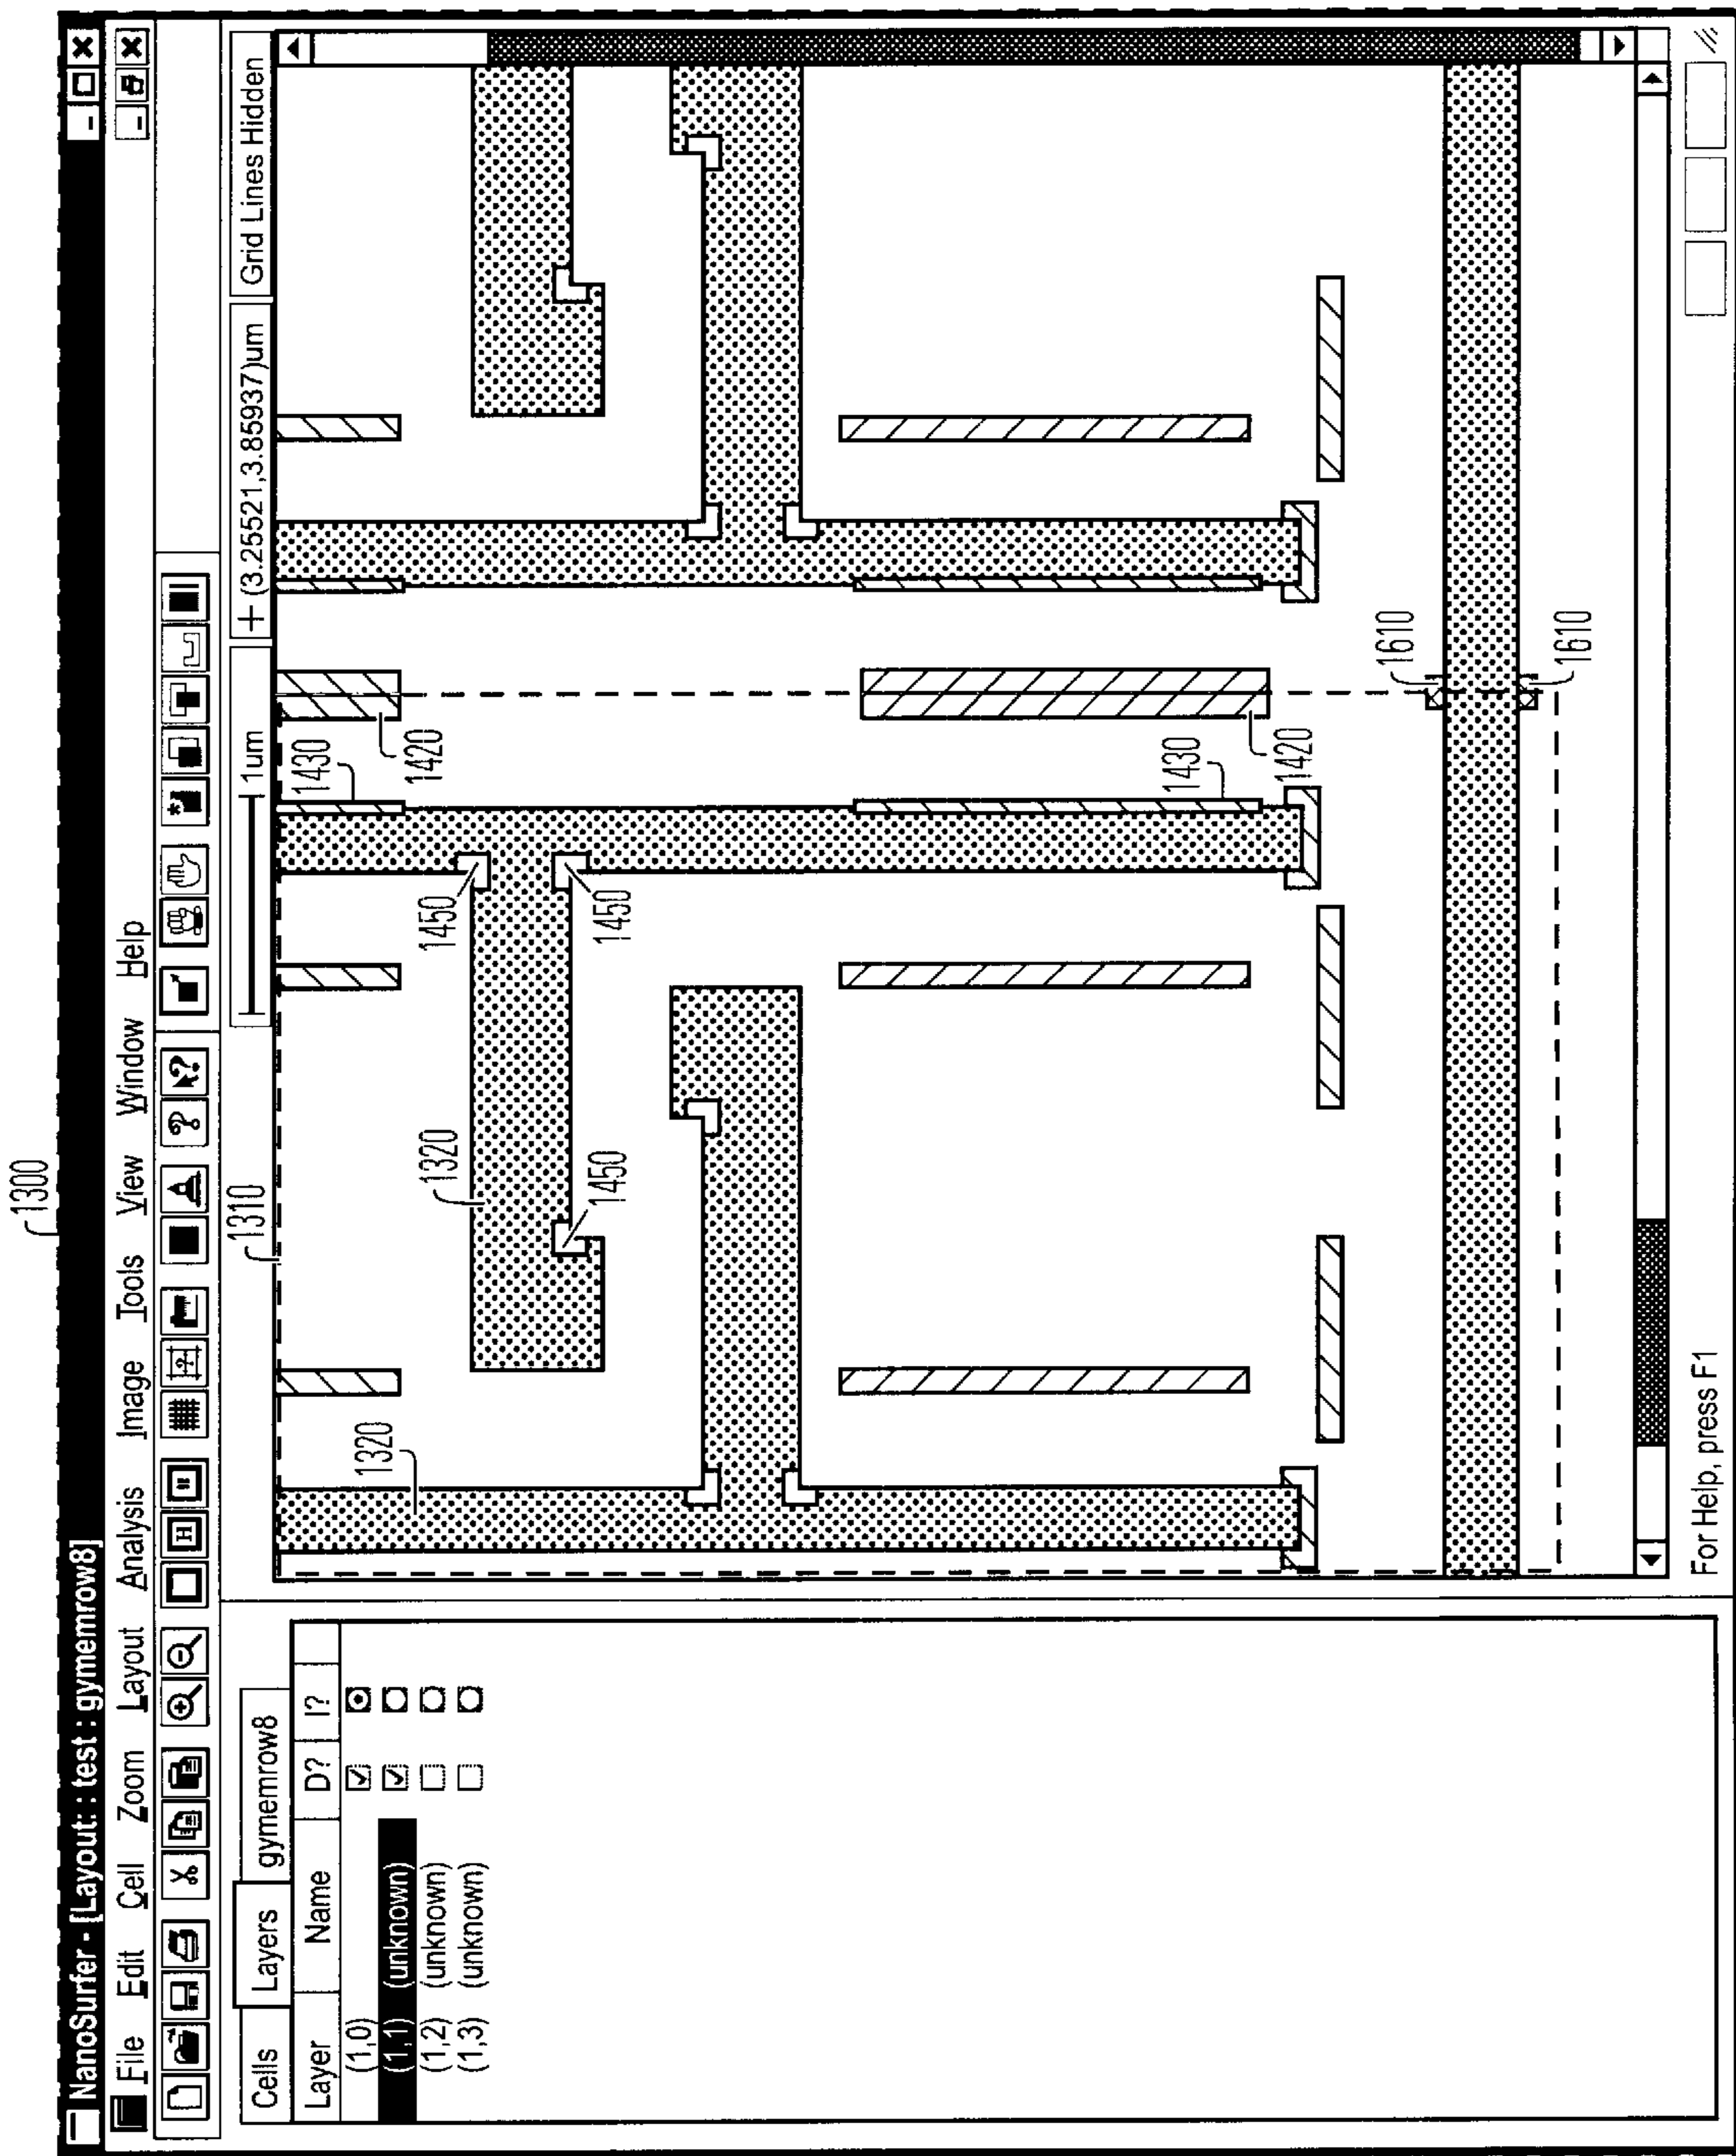 1300
NanoSurfer - [Layout: : test : gymemrow8]
File Edit Cell Zoom Layout Analysis Image Tools View Window Help
Cells Layers gymemrow8
Layer Name D? I?
(1,0)
(1,1) (unknown)
(1,2) (unknown)
(1,3) (unknown)
1310
1um
+ (3.25521,3.85937)um
Grid Lines Hidden
1430
1420
1450
1320
1450
1450
1320
1430
1420
1610
1610
For Help, press F1